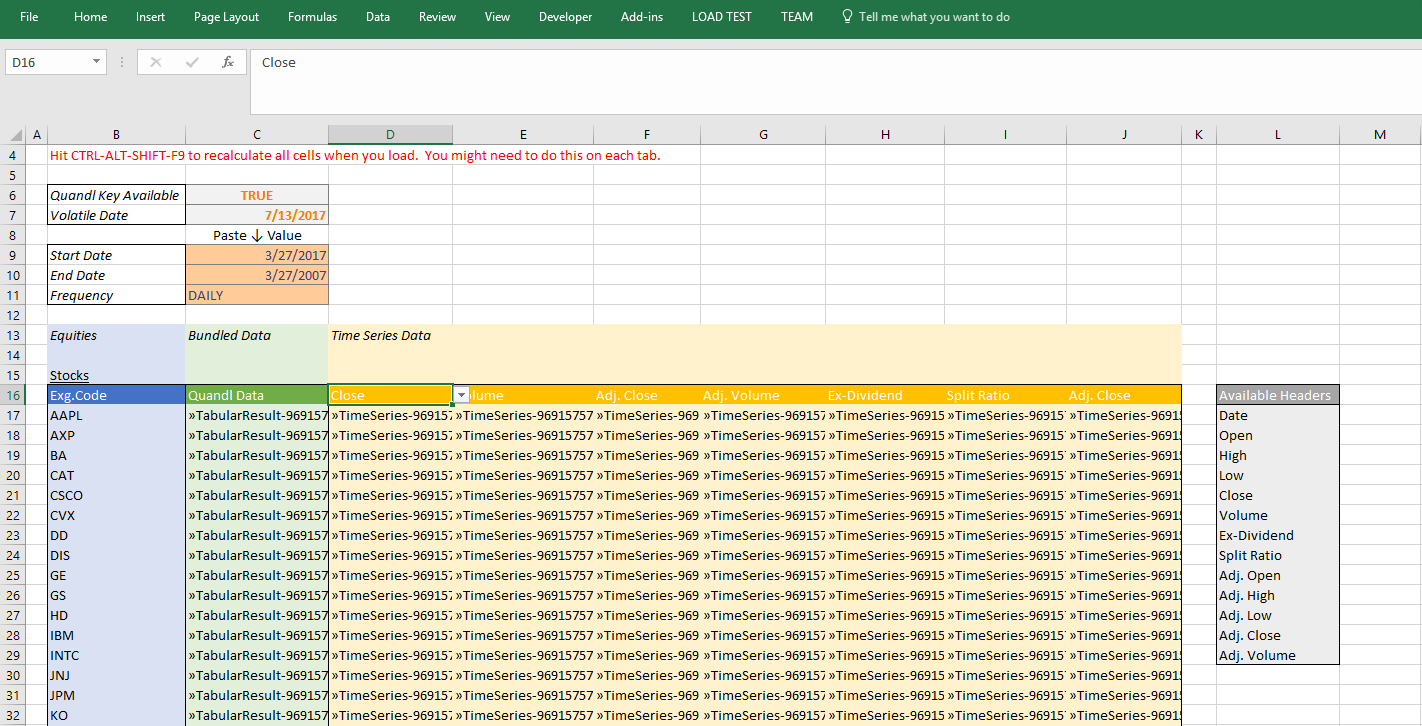 File Home Insert Page Layout Formulas Data Review View Developer Add-ins LOAD TEST TEAM Tell me what you want to do
D16 fx Close
A B C D E F G H I J K L M
4 Hit CTRL-ALT-SHIFT-F9 to recalculate all cells when you load. You might need to do this on each tab.
5
6 Quandl Key Available TRUE
7 Volatile Date 7/13/2017
8 Paste ↓ Value
9 Start Date 3/27/2017
10 End Date 3/27/2007
11 Frequency DAILY
12
13 Equities Bundled Data Time Series Data
14
15 Stocks
16 Exg.Code Quandl Data Close olume Adj. Close Adj. Volume Ex-Dividend Split Ratio Adj. Close Available Headers
17 AAPL »TabularResult-969157 »TimeSeries-96915 »TimeSeries-96915757 »TimeSeries-969 »TimeSeries-96915 »TimeSeries-96915 »TimeSeries-96915 »TimeSeries-9691 Date
18 AXP »TabularResult-969157 »TimeSeries-96915 »TimeSeries-96915757 »TimeSeries-969 »TimeSeries-96915 »TimeSeries-96915 »TimeSeries-96915 »TimeSeries-9691 Open
19 BA »TabularResult-969157 »TimeSeries-96915 »TimeSeries-96915757 »TimeSeries-969 »TimeSeries-96915 »TimeSeries-96915 »TimeSeries-96915 »TimeSeries-9691 High
20 CAT »TabularResult-969157 »TimeSeries-96915 »TimeSeries-96915757 »TimeSeries-969 »TimeSeries-96915 »TimeSeries-96915 »TimeSeries-96915 »TimeSeries-9691 Low
21 CSCO »TabularResult-969157 »TimeSeries-96915 »TimeSeries-96915757 »TimeSeries-969 »TimeSeries-96915 »TimeSeries-96915 »TimeSeries-96915 »TimeSeries-9691 Close
22 CVX »TabularResult-969157 »TimeSeries-96915 »TimeSeries-96915757 »TimeSeries-969 »TimeSeries-96915 »TimeSeries-96915 »TimeSeries-96915 »TimeSeries-9691 Volume
23 DD »TabularResult-969157 »TimeSeries-96915 »TimeSeries-96915757 »TimeSeries-969 »TimeSeries-96915 »TimeSeries-96915 »TimeSeries-96915 »TimeSeries-9691 Ex-Dividend
24 DIS »TabularResult-969157 »TimeSeries-96915 »TimeSeries-96915757 »TimeSeries-969 »TimeSeries-96915 »TimeSeries-96915 »TimeSeries-96915 »TimeSeries-9691 Split Ratio
25 GE »TabularResult-969157 »TimeSeries-96915 »TimeSeries-96915757 »TimeSeries-969 »TimeSeries-96915 »TimeSeries-96915 »TimeSeries-96915 »TimeSeries-9691 Adj. Open
26 GS »TabularResult-969157 »TimeSeries-96915 »TimeSeries-96915757 »TimeSeries-969 »TimeSeries-96915 »TimeSeries-96915 »TimeSeries-96915 »TimeSeries-9691 Adj. High
27 HD »TabularResult-969157 »TimeSeries-96915 »TimeSeries-96915757 »TimeSeries-969 »TimeSeries-96915 »TimeSeries-96915 »TimeSeries-96915 »TimeSeries-9691 Adj. Low
28 IBM »TabularResult-969157 »TimeSeries-96915 »TimeSeries-96915757 »TimeSeries-969 »TimeSeries-96915 »TimeSeries-96915 »TimeSeries-96915 »TimeSeries-9691 Adj. Close
29 INTC »TabularResult-969157 »TimeSeries-96915 »TimeSeries-96915757 »TimeSeries-969 »TimeSeries-96915 »TimeSeries-96915 »TimeSeries-96915 »TimeSeries-9691 Adj. Volume
30 JNJ »TabularResult-969157 »TimeSeries-96915 »TimeSeries-96915757 »TimeSeries-969 »TimeSeries-96915 »TimeSeries-96915 »TimeSeries-96915 »TimeSeries-9691
31 JPM »TabularResult-969157 »TimeSeries-96915 »TimeSeries-96915757 »TimeSeries-969 »TimeSeries-96915 »TimeSeries-96915 »TimeSeries-96915 »TimeSeries-9691
32 KO »TabularResult-969157 »TimeSeries-96915 »TimeSeries-96915757 »TimeSeries-969 »TimeSeries-96915 »TimeSeries-96915 »TimeSeries-96915 »TimeSeries-9691